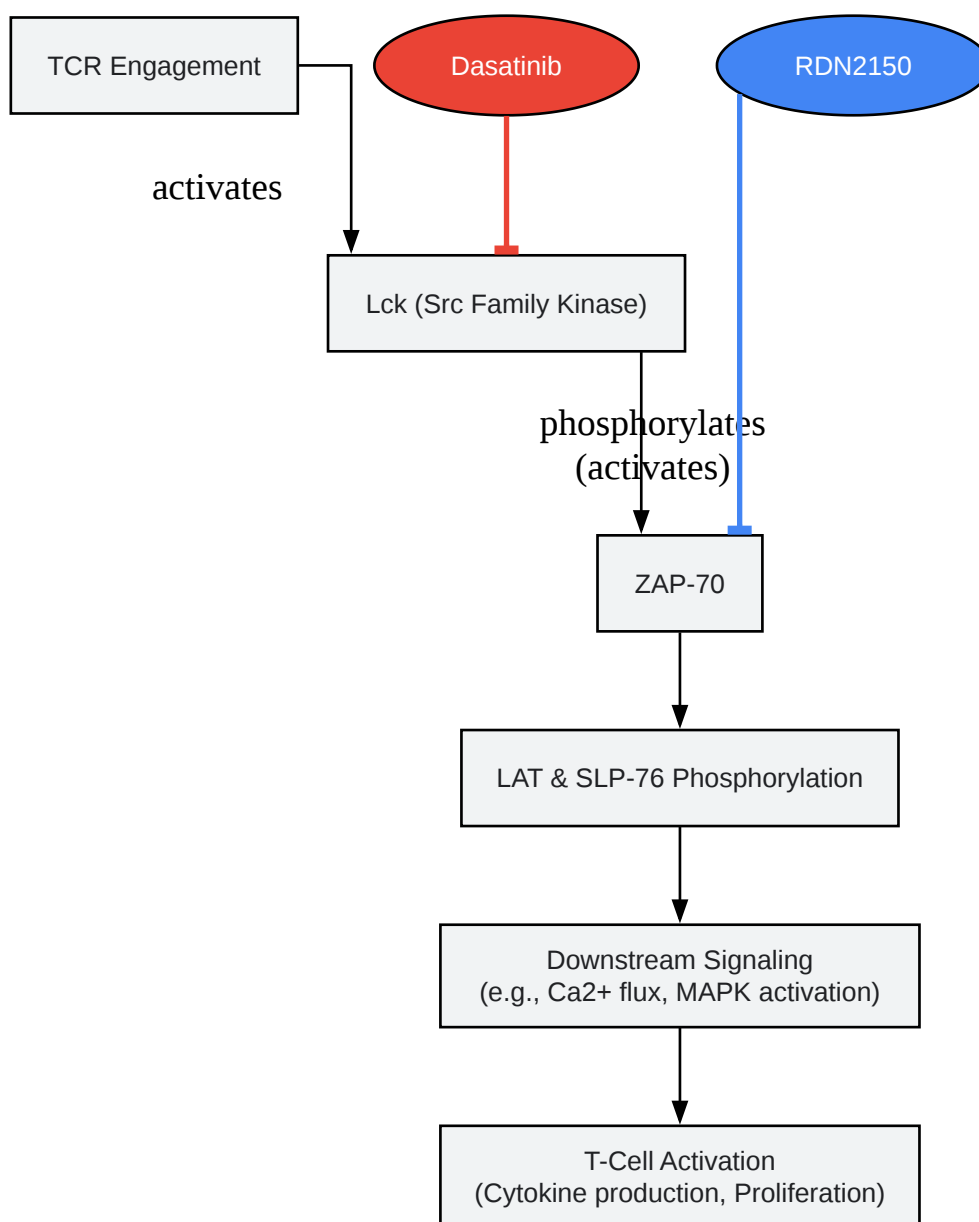 TCR Engagement
Dasatinib
RDN2150
activates
Lck (Src Family Kinase)
phosphorylates
(activates)
ZAP-70
LAT & SLP-76 Phosphorylation
Downstream Signaling
(e.g., Ca2+ flux, MAPK activation)
T-Cell Activation
(Cytokine production, Proliferation)